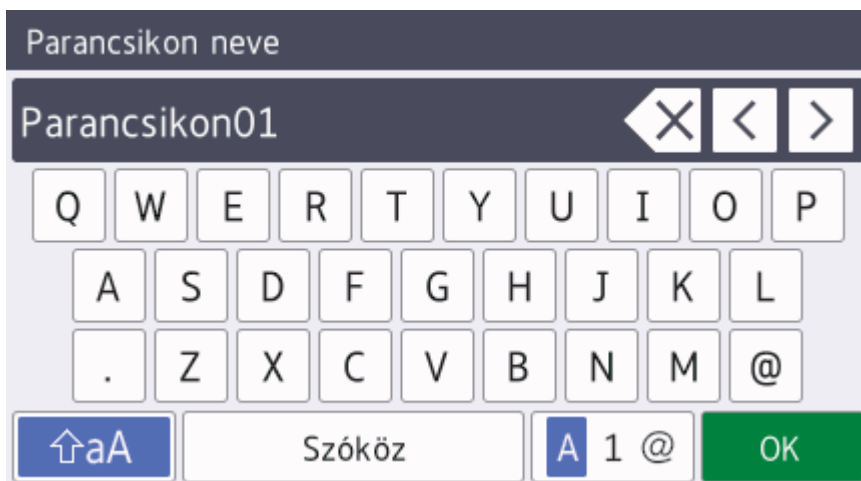 Parancsikon neve
Parancsikon01
Q W E R T Y U I O P
A S D F G H J K L
. Z X C V B N M @
aA Szóköz A 1 @ OK